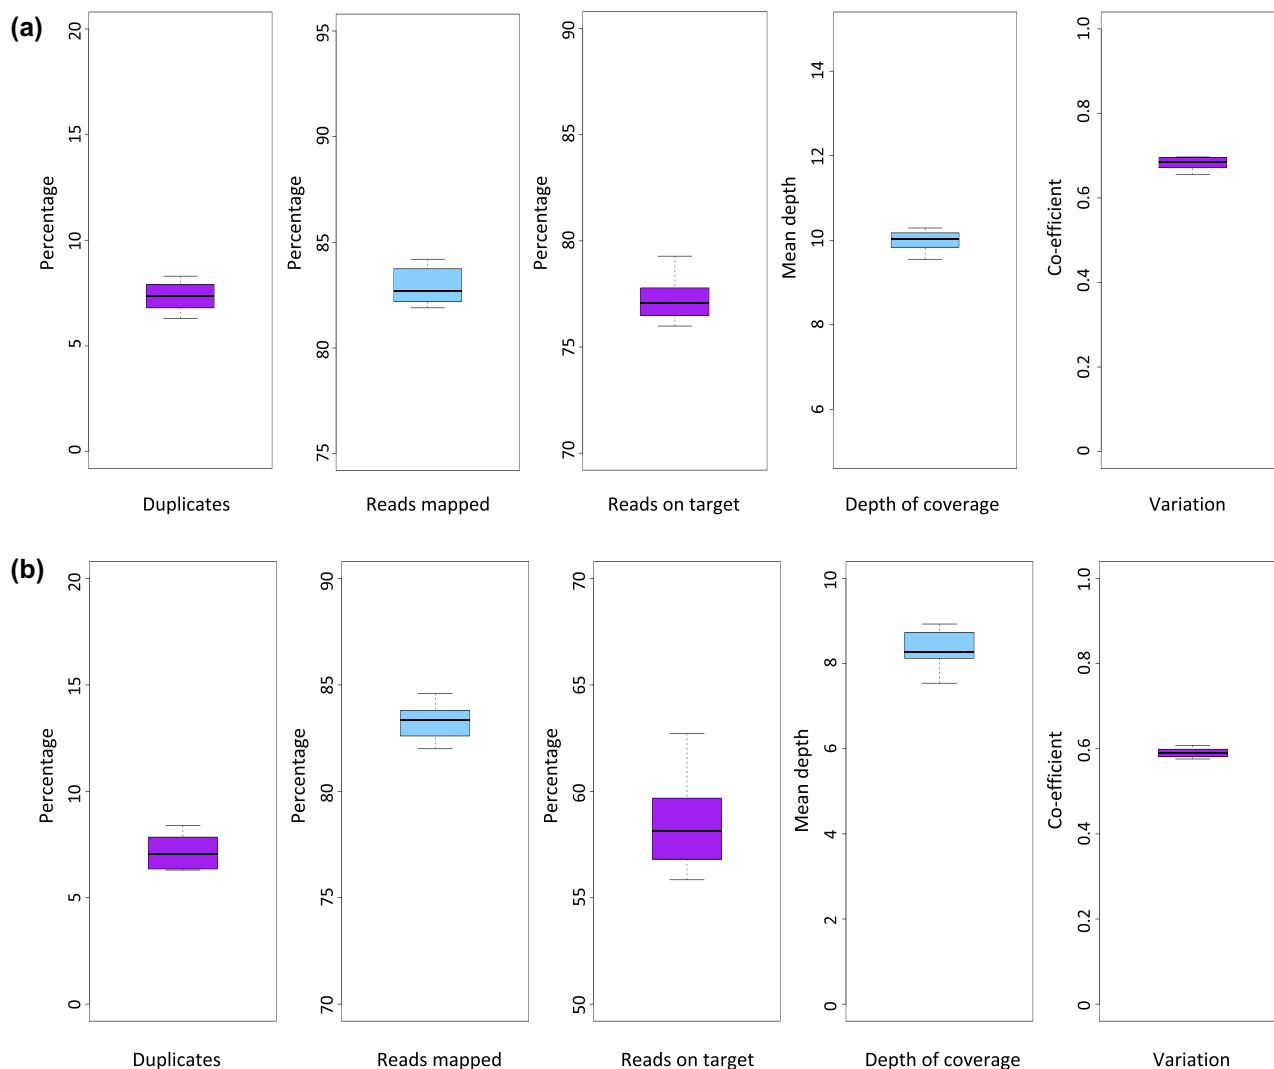 (a)
Percentage
0 5 10 15 20
Duplicates
Percentage
75 80 85 90 95
Reads mapped
Percentage
70 75 80 85 90
Reads on target
Mean depth
6 8 10 12 14
Depth of coverage
Co-efficient
0 0.2 0.4 0.6 0.8 1.0
Variation
(b)
Percentage
0 5 10 15 20
Duplicates
Percentage
70 75 80 85 90
Reads mapped
Percentage
50 55 60 65 70
Reads on target
Mean depth
0 2 4 6 8 10
Depth of coverage
Co-efficient
0 0.2 0.4 0.6 0.8 1.0
Variation